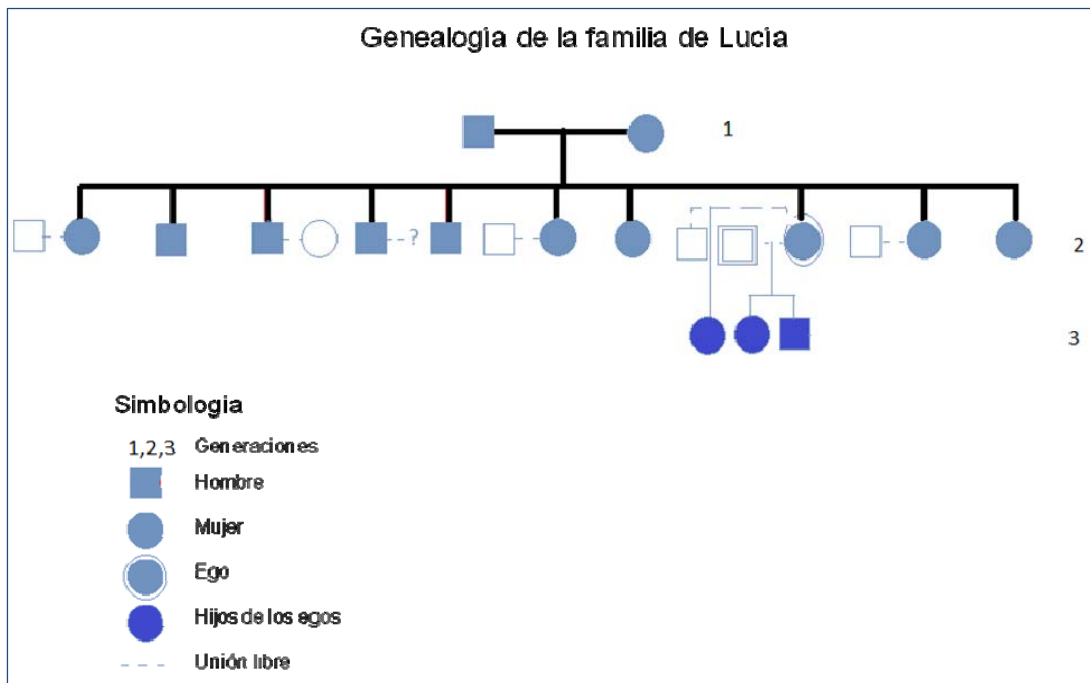 Genealogia de la familia de Lucia
1
?
2
3
Simbologia
1,2,3 Generaciones
Hombre
Mujer
Ego
Hijos de los egos
Unión libre